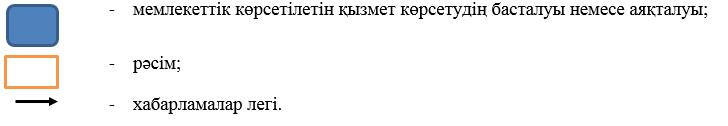 - мемлекеттік көрсетілетін қызмет көрсетудің басталуы немесе аяқталуы;
- рәсім;
- хабарламалар легі.